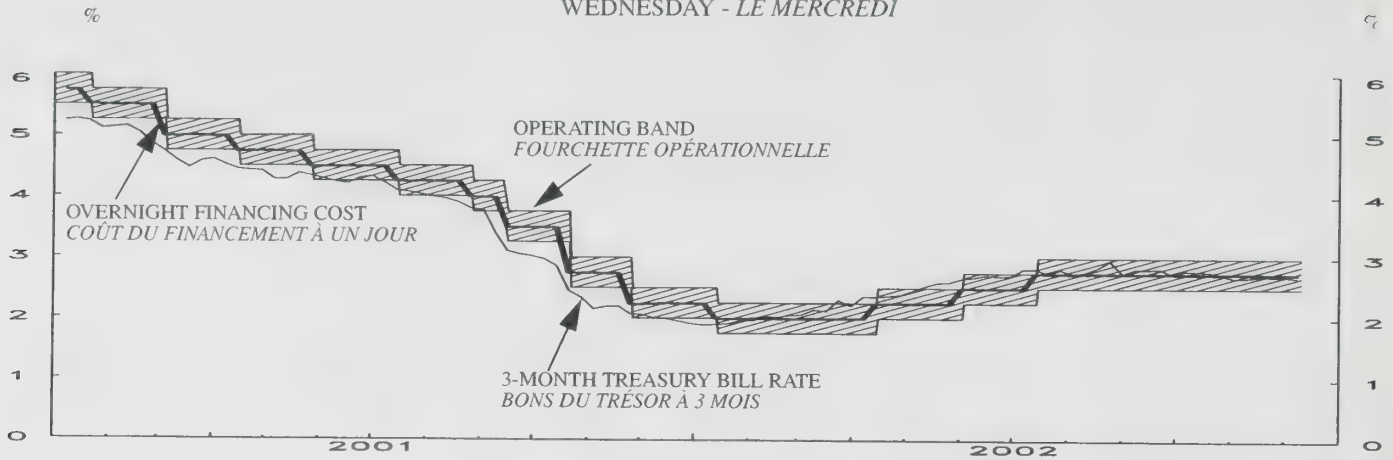 WEDNESDAY - LE MERCREDI
%
%
6
5
4
3
2
1
0
OPERATING BAND
FOURCHETTE OPÉRATIONNELLE
OVERNIGHT FINANCING COST
COÛT DU FINANCEMENT À UN JOUR
3-MONTH TREASURY BILL RATE
BONS DU TRÉSOR À 3 MOIS
6
5
4
3
2
1
0
2001
2002